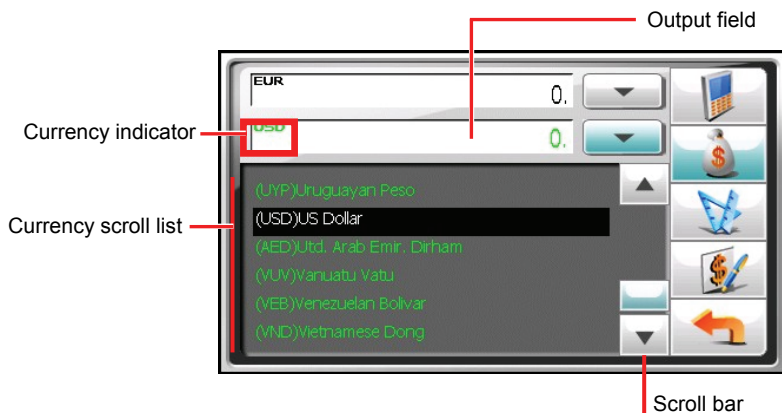 Output field
EUR
0.
Currency indicator
USD
0.
Currency scroll list
(UYP)Uruguayan Peso
(USD)US Dollar
(AED)Utd. Arab Emir. Dirham
(VUV)Vanuatu Vatu
(VEB)Venezuelan Bolivar
(VND)Vietnamese Dong
$
$
Scroll bar